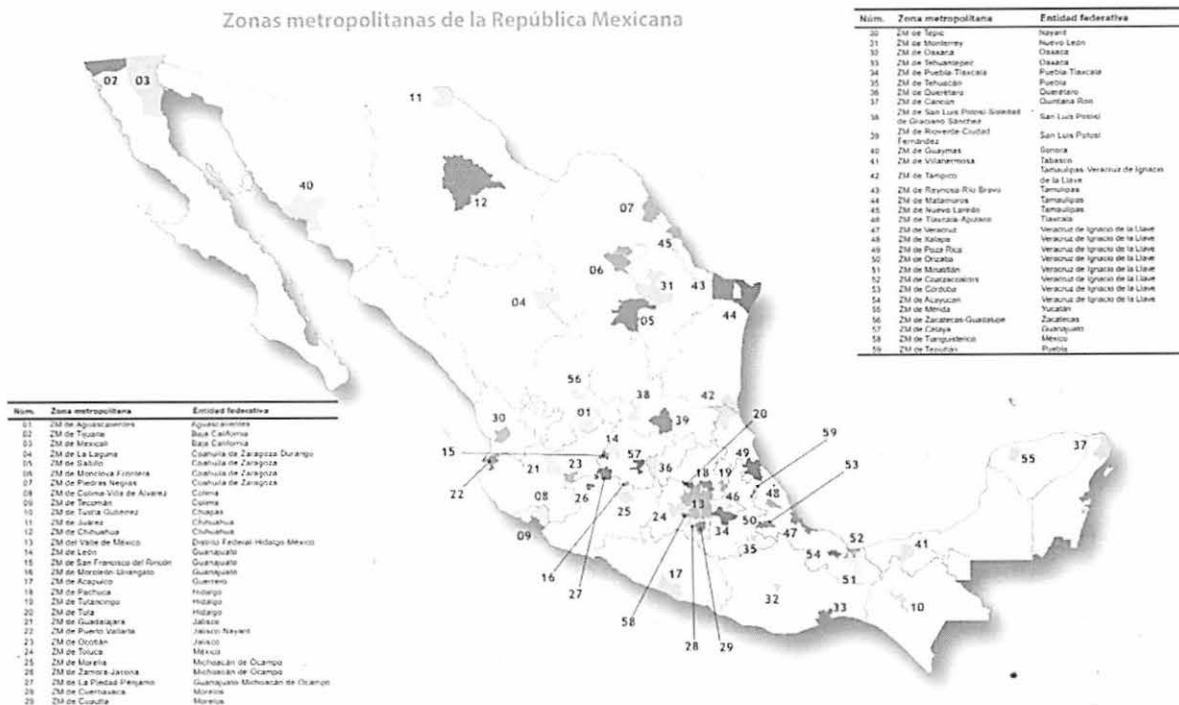 Zonas metropolitanas de la República Mexicana
Núm. Zona metropolitana Entidad federativa
30 ZM de Tepic Nayarit
31 ZM de Monterrey Nuevo León
32 ZM de Oaxaca Oaxaca
33 ZM de Tehuantepec Oaxaca
34 ZM de Puebla-Tlaxcala Puebla-Tlaxcala
35 ZM de Tehuacán Puebla
36 ZM de Querétaro Querétaro
37 ZM de Cancún Quintana Roo
38 ZM de San Luis Potosí-Soledad de Graciano Sánchez San Luis Potosí
39 ZM de Rioverde-Ciudad Fernández San Luis Potosí
40 ZM de Guaymas Sonora
41 ZM de Villahermosa Tabasco
42 ZM de Tampico Tamaulipas-Veracruz de Ignacio de la Llave
43 ZM de Reynosa-Río Bravo Tamulipas
44 ZM de Matamoros Tamaulipas
45 ZM de Nuevo Laredo Tamaulipas
46 ZM de Tlaxcala-Apizaco Tlaxcala
47 ZM de Veracruz Veracruz de Ignacio de la Llave
48 ZM de Xalapa Veracruz de Ignacio de la Llave
49 ZM de Poza Rica Veracruz de Ignacio de la Llave
50 ZM de Orizaba Veracruz de Ignacio de la Llave
51 ZM de Minatitlán Veracruz de Ignacio de la Llave
52 ZM de Coatzacoalcos Veracruz de Ignacio de la Llave
53 ZM de Córdoba Veracruz de Ignacio de la Llave
54 ZM de Acayucan Veracruz de Ignacio de la Llave
55 ZM de Mérida Yucatán
56 ZM de Zacatecas-Guadalupe Zacatecas
57 ZM de Celaya Guanajuato
58 ZM de Tianguistenco México
59 ZM de Teziutlán Puebla
02 03
11
40
12
07
45
06
04
31 43
05
44
56
38 42
01 39 20
30
14 59
15 57 49 37
21 23 36 18 19 53 55
22 26 13 46 48
08 25 24
50 47 52
09 34 54 41
35
16 17 51
27 32 10
58 33
28 29
Núm. Zona metropolitana Entidad federativa
01 ZM de Aguascalientes Aguascalientes
02 ZM de Tijuana Baja California
03 ZM de Mexicali Baja California
04 ZM de La Laguna Coahuila de Zaragoza-Durango
05 ZM de Saltillo Coahuila de Zaragoza
06 ZM de Monclova-Frontera Coahuila de Zaragoza
07 ZM de Piedras Negras Coahuila de Zaragoza
08 ZM de Colima-Villa de Álvarez Colima
09 ZM de Tecomán Colima
10 ZM de Tuxtla Gutiérrez Chiapas
11 ZM de Juárez Chihuahua
12 ZM de Chihuahua Chihuahua
13 ZM del Valle de México Distrito Federal-Hidalgo-México
14 ZM de León Guanajuato
15 ZM de San Francisco del Rincón Guanajuato
16 ZM de Moroleón-Uriangato Guanajuato
17 ZM de Acapulco Guerrero
18 ZM de Pachuca Hidalgo
19 ZM de Tulancingo Hidalgo
20 ZM de Tula Hidalgo
21 ZM de Guadalajara Jalisco
22 ZM de Puerto Vallarta Jalisco-Nayarit
23 ZM de Ocotlán Jalisco
24 ZM de Toluca México
25 ZM de Morelia Michoacán de Ocampo
26 ZM de Zamora-Jacona Michoacán de Ocampo
27 ZM de La Piedad-Pénjamo Guanajuato-Michoacán de Ocampo
28 ZM de Cuernavaca Morelos
29 ZM de Cuautla Morelos